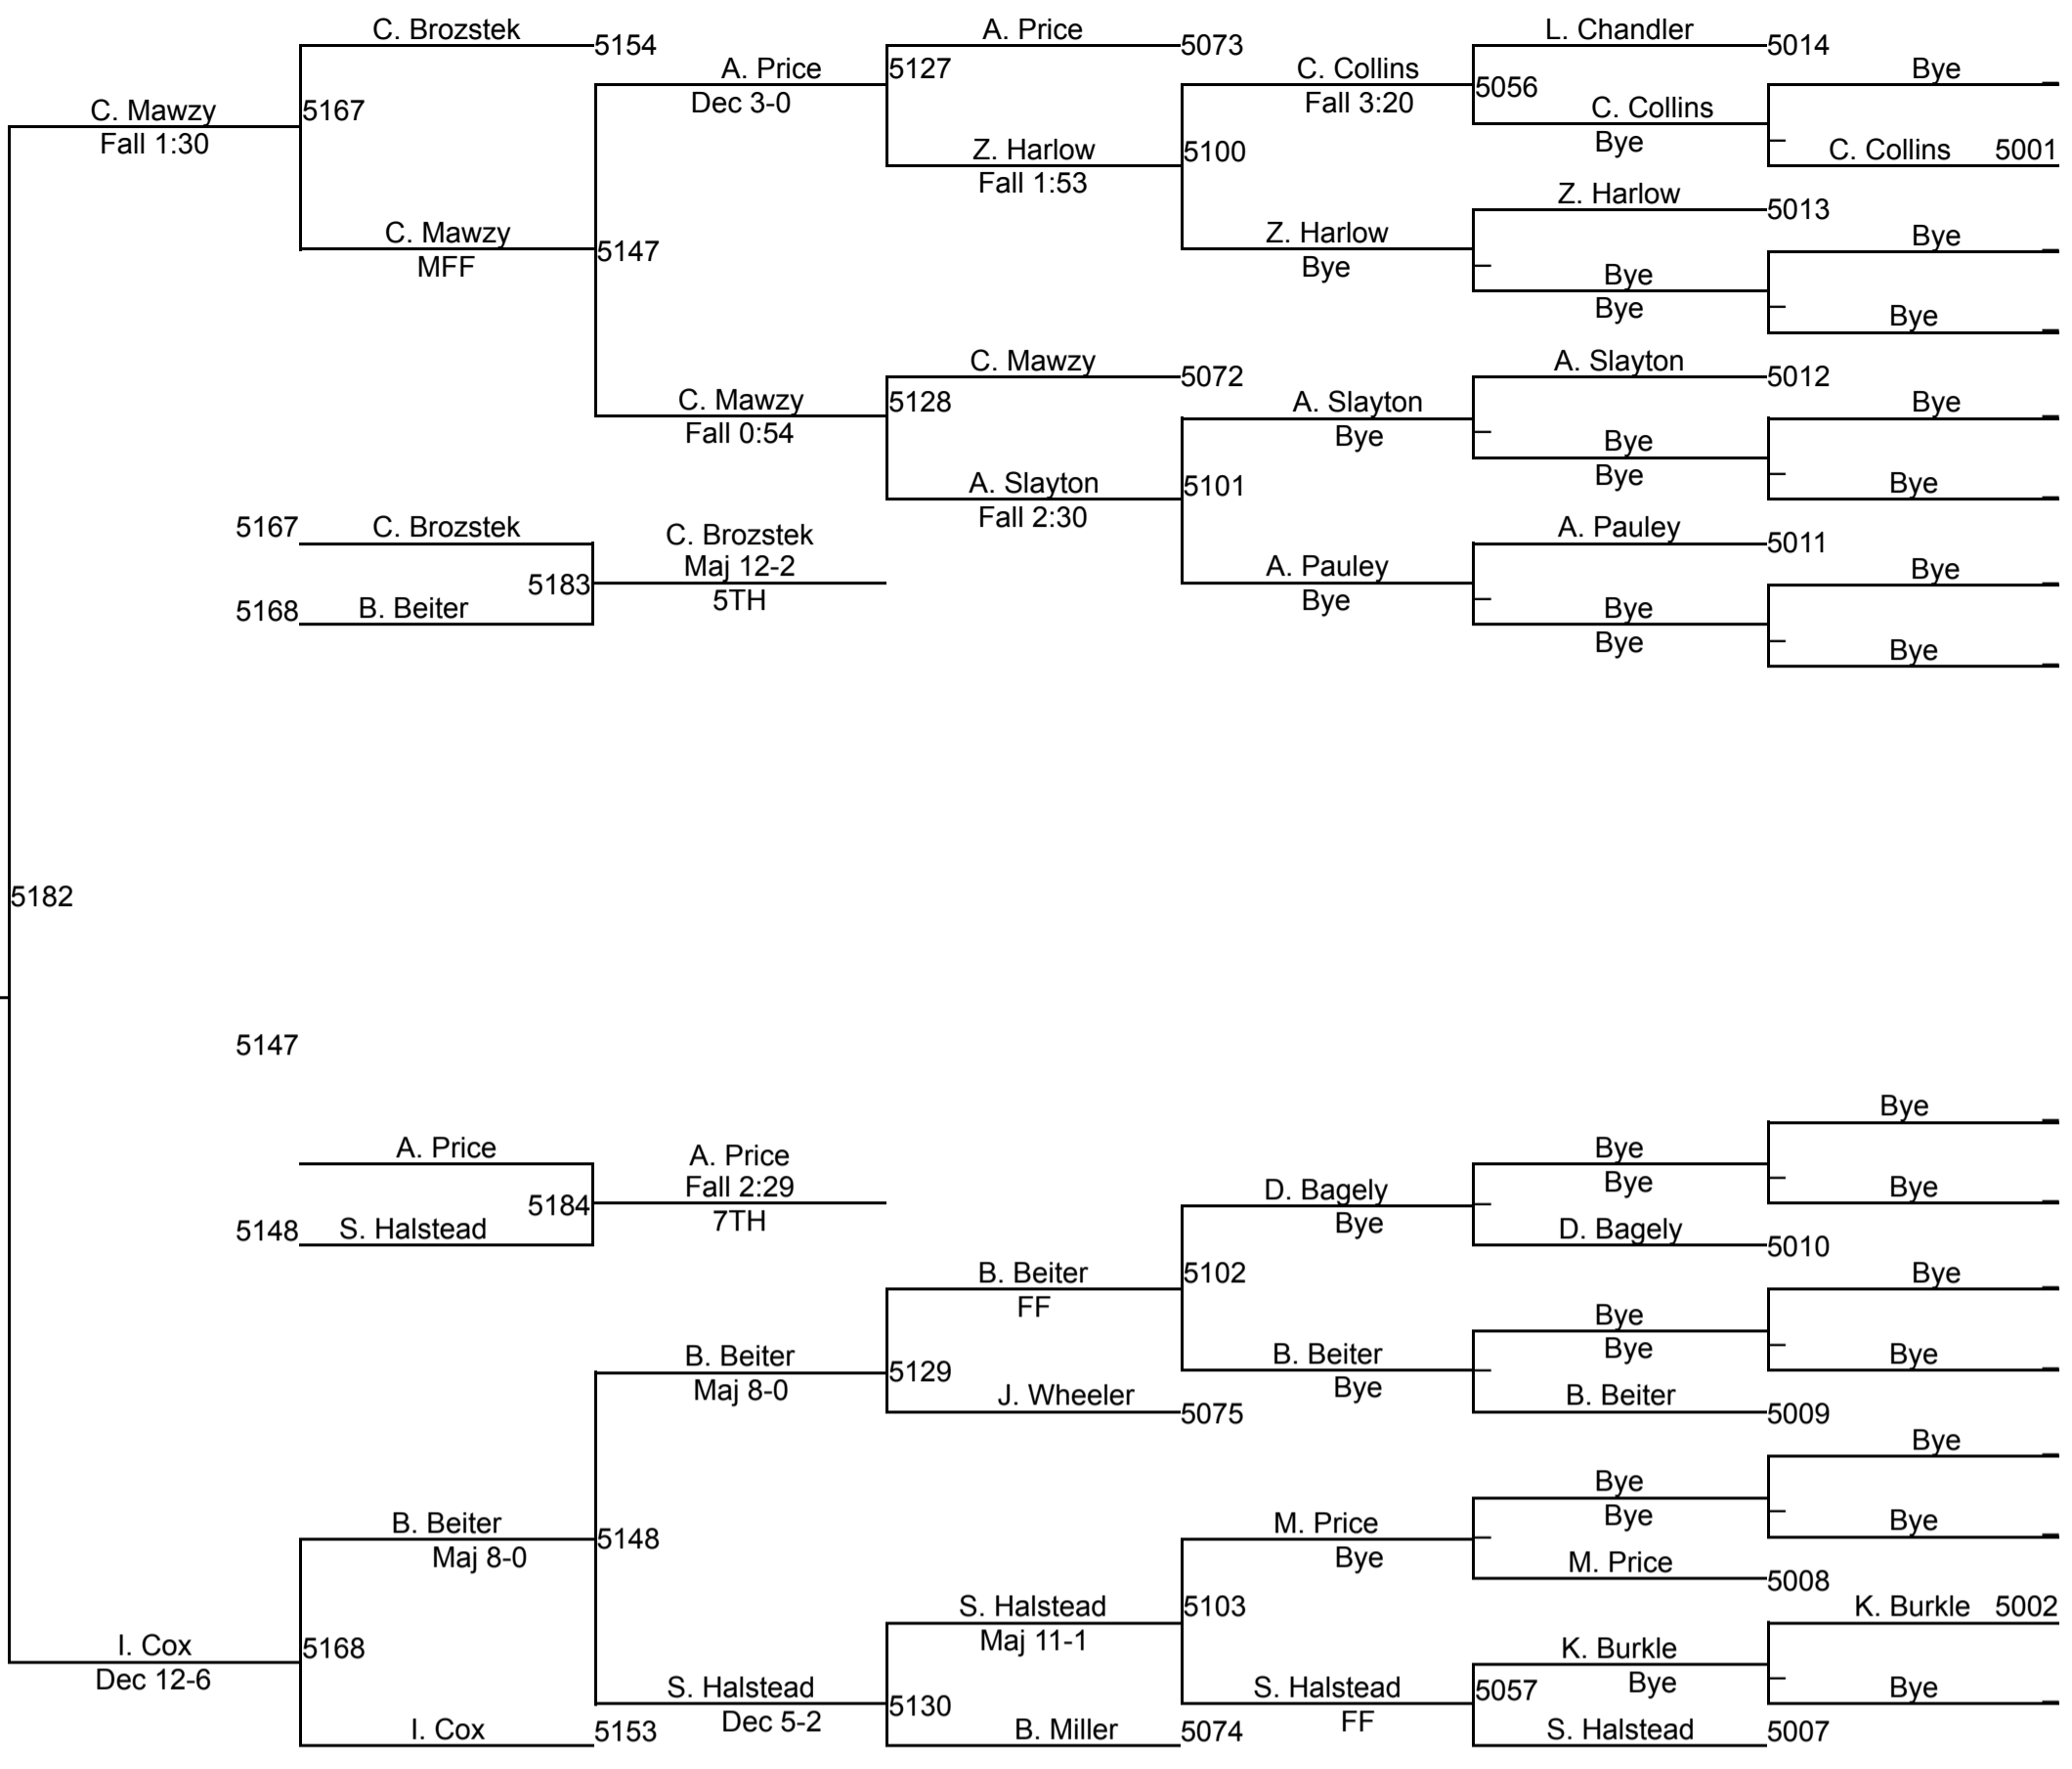 C. Brozstek 5154 A. Price 5073 L. Chandler 5014
A. Price 5127 C. Collins Bye
Dec 3-0 Fall 3:20 5056
C. Mawzy 5167 C. Collins
Fall 1:30 Z. Harlow 5100 Bye C. Collins 5001
Fall 1:53 Z. Harlow 5013
C. Mawzy 5147 Z. Harlow Bye
MFF Bye Bye
Bye Bye
C. Mawzy 5072 A. Slayton 5012
C. Mawzy 5128 A. Slayton Bye
Fall 0:54 Bye Bye
A. Slayton 5101 Bye Bye
5167 C. Brozstek C. Brozstek Fall 2:30 A. Pauley 5011
5183 Maj 12-2 A. Pauley Bye
5168 B. Beiter 5TH Bye Bye
Bye Bye
5182
5147
Bye
A. Price A. Price Bye
Fall 2:29 D. Bagely Bye Bye
5184 7TH Bye
5148 S. Halstead D. Bagely 5010
B. Beiter 5102 Bye
FF Bye
B. Beiter 5129 B. Beiter Bye Bye
Maj 8-0 J. Wheeler 5075 Bye B. Beiter 5009
Bye
Bye
B. Beiter 5148 M. Price Bye Bye
Maj 8-0 Bye M. Price 5008
S. Halstead 5103 K. Burkle 5002
I. Cox 5168 Maj 11-1 K. Burkle
Dec 12-6 S. Halstead 5130 S. Halstead 5057 Bye Bye
I. Cox 5153 Dec 5-2 B. Miller 5074 FF S. Halstead 5007